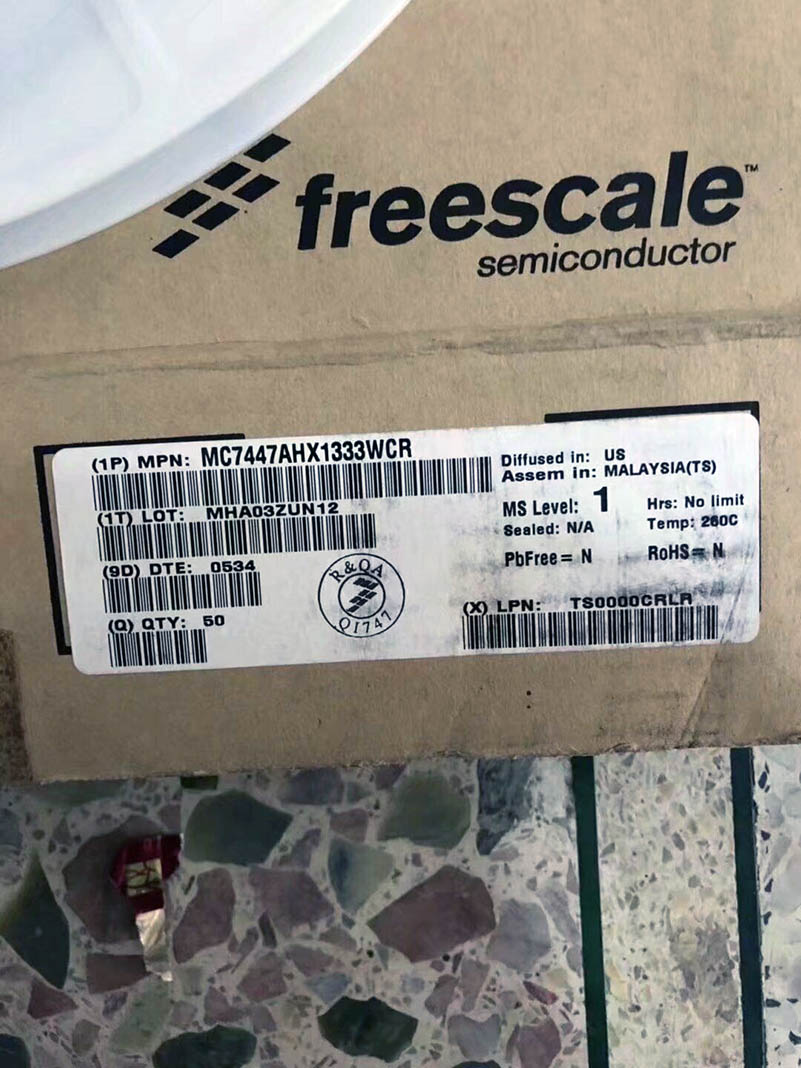 freescale™
semiconductor
(1P) MPN: MC7447AHX1333WCR
(1T) LOT: MHA03ZUN12
(9D) DTE: 0534
(Q) QTY: 50
R&QA
QI747
Diffused in: US
Assem in: MALAYSIA(TS)
MS Level: 1 Hrs: No limit
Sealed: N/A Temp: 260C
PbFree= N RoHS= N
(X) LPN: TS0000CRLR